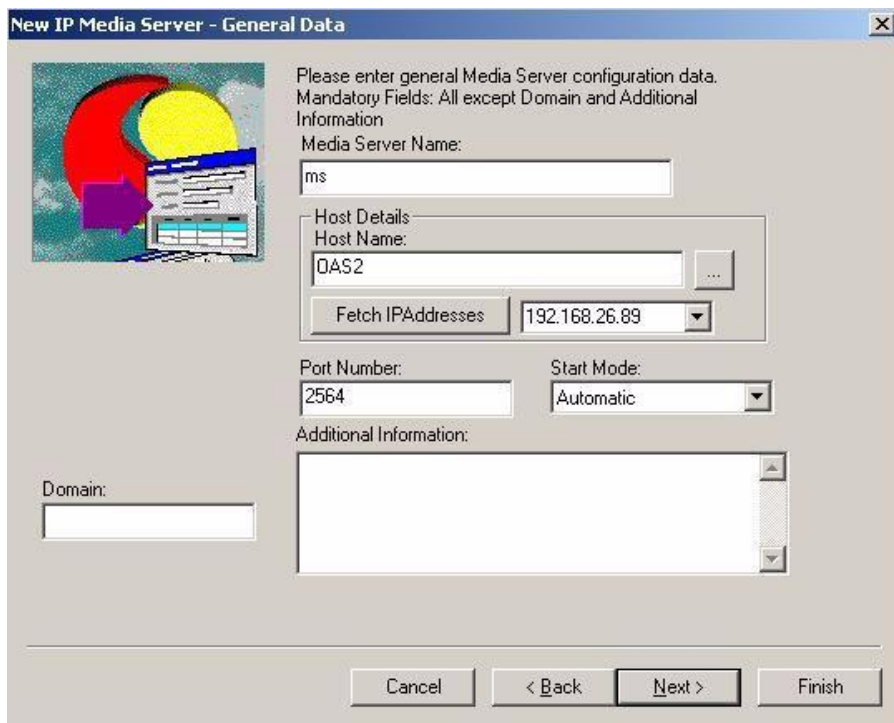 New IP Media Server - General Data
Please enter general Media Server configuration data.
Mandatory Fields: All except Domain and Additional
Information
Media Server Name:
ms
Host Details
Host Name:
OAS2
...
Fetch IPAddresses
192.168.26.89
Port Number:
Start Mode:
2564
Automatic
Additional Information:
Domain:
Cancel
< Back
Next >
Finish